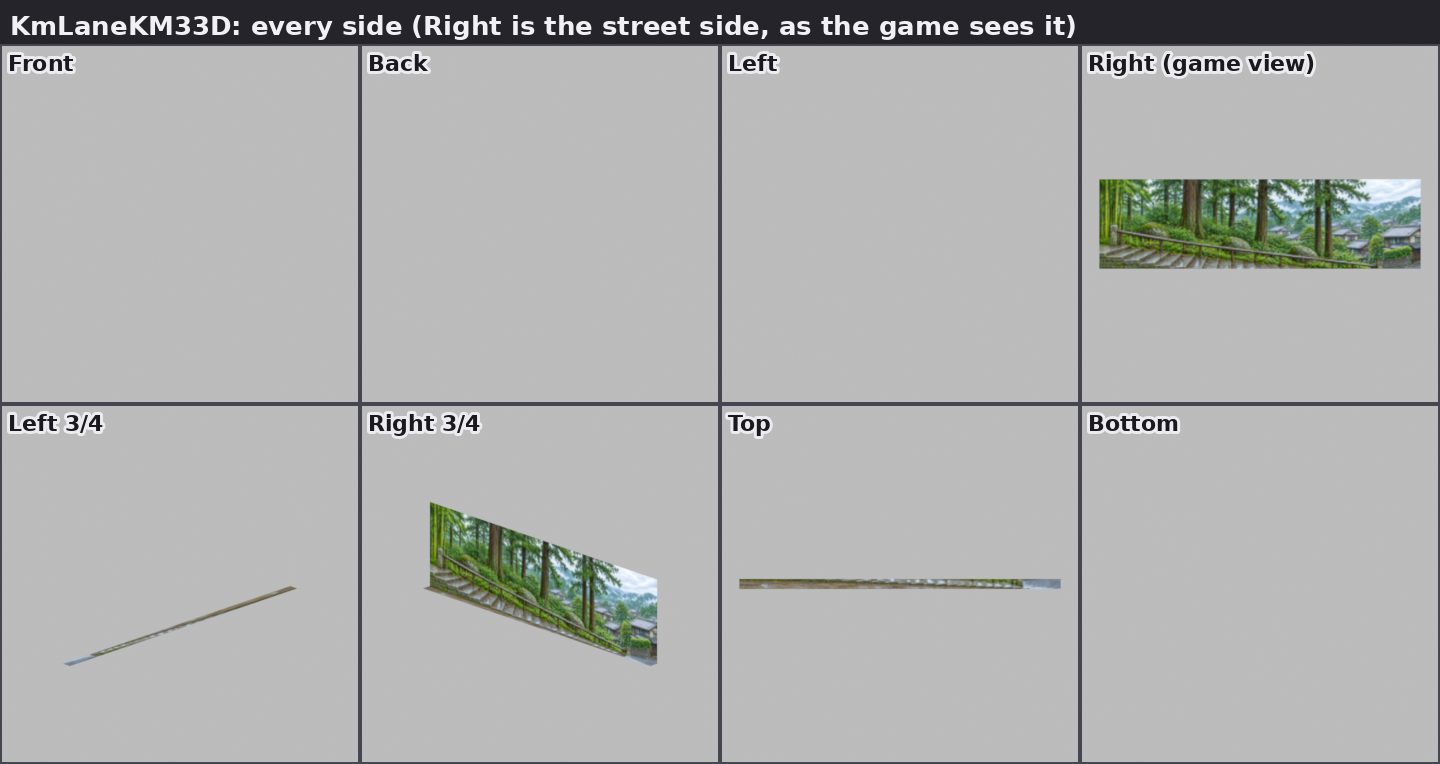 KmLaneKM33D: every side (Right is the street side, as the game sees it)
Front
Back
Left
Right (game view)
Left 3/4
Right 3/4
Top
Bottom